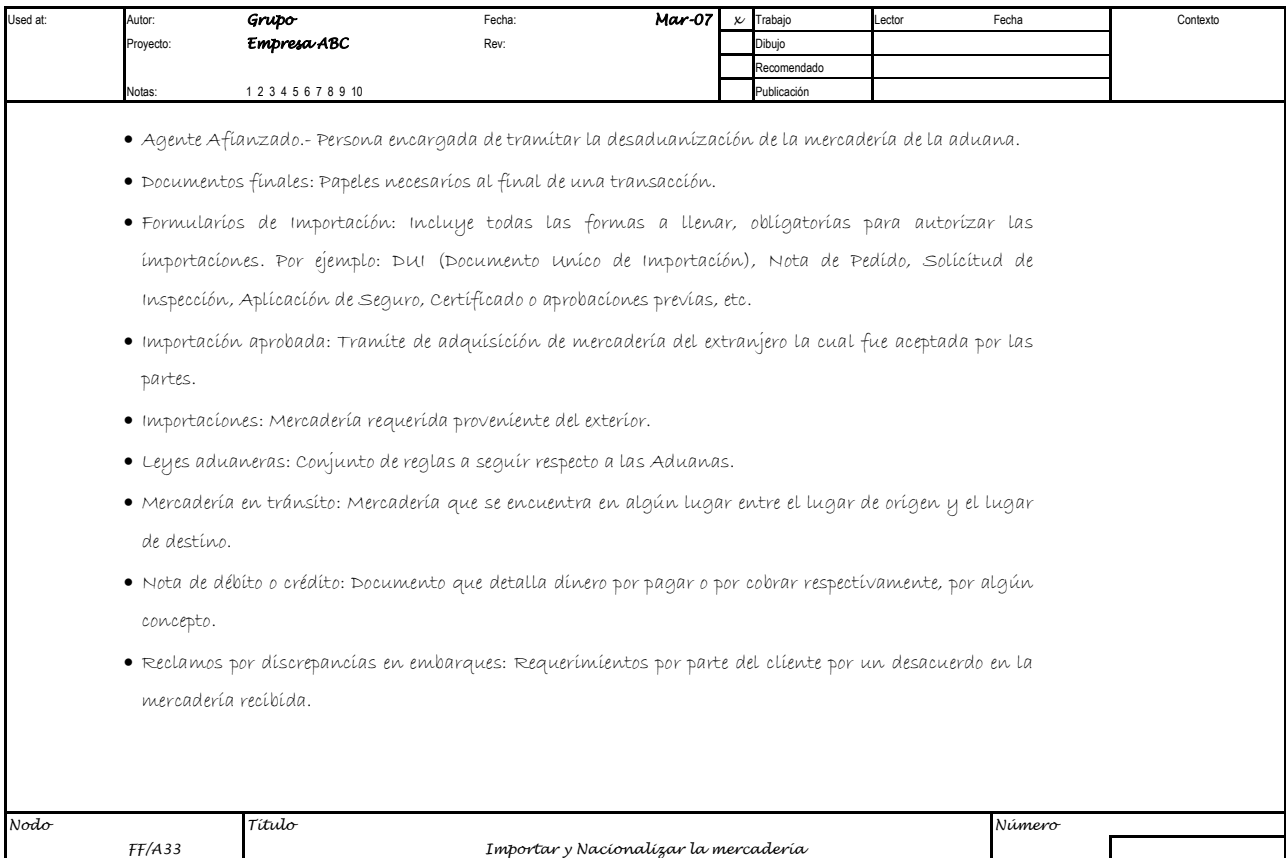 Used at: Autor: Grupo Fecha: Mar-07 x Trabajo Lector Fecha Contexto
Proyecto: Empresa ABC Rev: Dibujo
Recomendado
Notas: 1 2 3 4 5 6 7 8 9 10 Publicación
• Agente Afianzado.- Persona encargada de tramitar la desaduanización de la mercadería de la aduana.
• Documentos finales: Papeles necesarios al final de una transacción.
• Formularios de Importación: Incluye todas las formas a llenar, obligatorias para autorizar las
importaciones. Por ejemplo: DUI (Documento Unico de Importación), Nota de Pedido, Solicitud de
Inspección, Aplicación de Seguro, Certificado o aprobaciones previas, etc.
• Importación aprobada: Tramite de adquisición de mercadería del extranjero la cual fue aceptada por las
partes.
• Importaciones: Mercadería requerida proveniente del exterior.
• Leyes aduaneras: Conjunto de reglas a seguir respecto a las Aduanas.
• Mercadería en tránsito: Mercadería que se encuentra en algún lugar entre el lugar de origen y el lugar
de destino.
• Nota de débito o crédito: Documento que detalla dinero por pagar o por cobrar respectivamente, por algún
concepto.
• Reclamos por discrepancias en embarques: Requerimientos por parte del cliente por un desacuerdo en la
mercadería recibida.
Nodo Título Número
FF/A33 Importar y Nacionalizar la mercadería